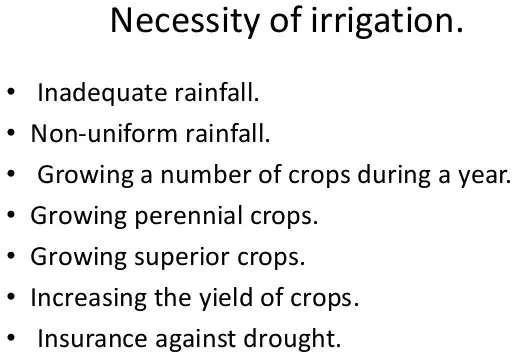 Necessity of irrigation.
• Inadequate rainfall.
• Non-uniform rainfall.
• Growing a number of crops during a year.
• Growing perennial crops.
• Growing superior crops.
• Increasing the yield of crops.
• Insurance against drought.